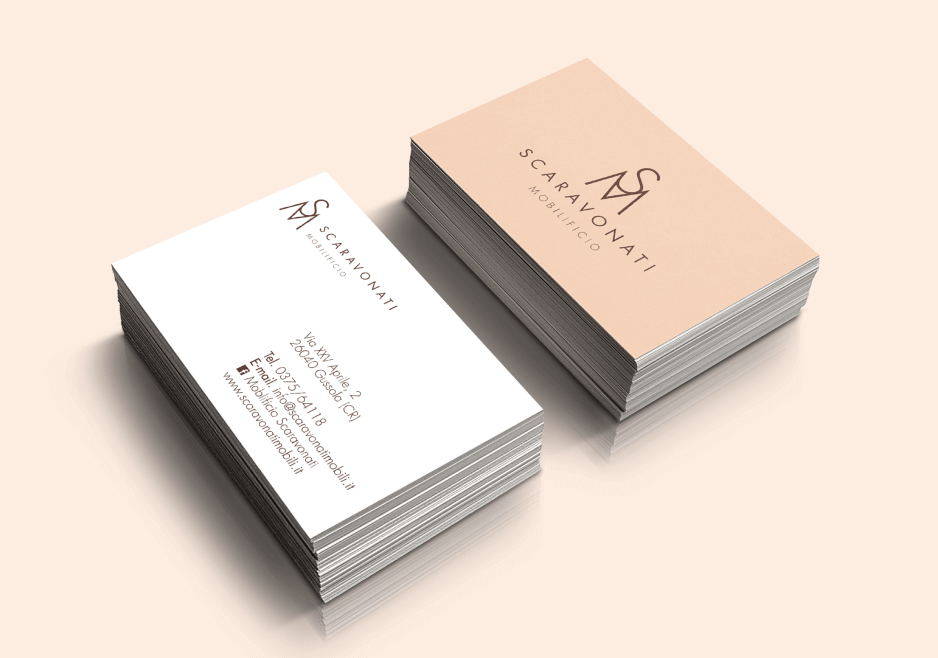 SM
SCARAVONATI
MOBILIFICIO
Via XXV Aprile, 2
26040 Gussola (CR)
Tel. 0375/64118
E-mail. info@scaravonatimobili.it
f Mobilificio Scaravonati
www.scaravonatimobili.it
SM
SCARAVONATI
MOBILIFICIO